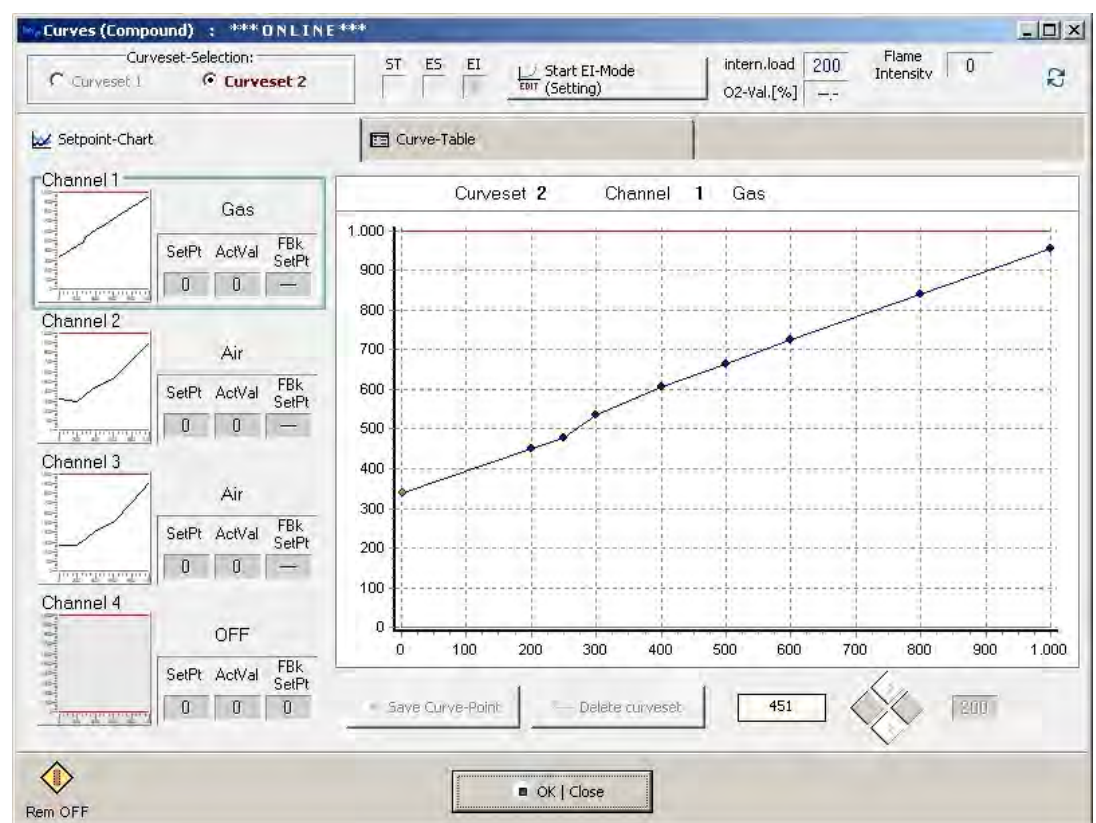 Curves (Compound) : ***ONLINE***
Curveset-Selection:
Curveset 1 Curveset 2
ST ES EI
EDIT Start EI-Mode (Setting)
intern.load 200
O2-Val.[%] --.-
Flame Intensity 0
Setpoint-Chart
Curve-Table
Channel 1
Gas
SetPt ActVal FBk SetPt
0 0 ---
Channel 2
Air
SetPt ActVal FBk SetPt
0 0 ---
Channel 3
Air
SetPt ActVal FBk SetPt
0 0 ---
Channel 4
OFF
SetPt ActVal FBk SetPt
0 0 0
Curveset 2 Channel 1 Gas
1.000
900
800
700
600
500
400
300
200
100
0
0 100 200 300 400 500 600 700 800 900 1.000
Save Curve-Point
Delete curveset
451
200
Rem OFF
OK | Close